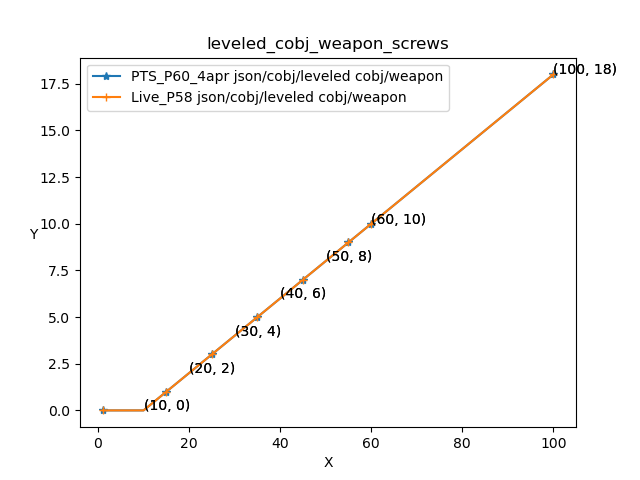 leveled_cobj_weapon_screws
PTS_P60_4apr json/cobj/leveled cobj/weapon
Live_P58 json/cobj/leveled cobj/weapon
(100, 18)
17.5
15.0
12.5
(60, 10)
10.0
Y
(50, 8)
7.5
(40, 6)
5.0
(30, 4)
2.5
(20, 2)
(10, 0)
0.0
0 20 40 60 80 100
X